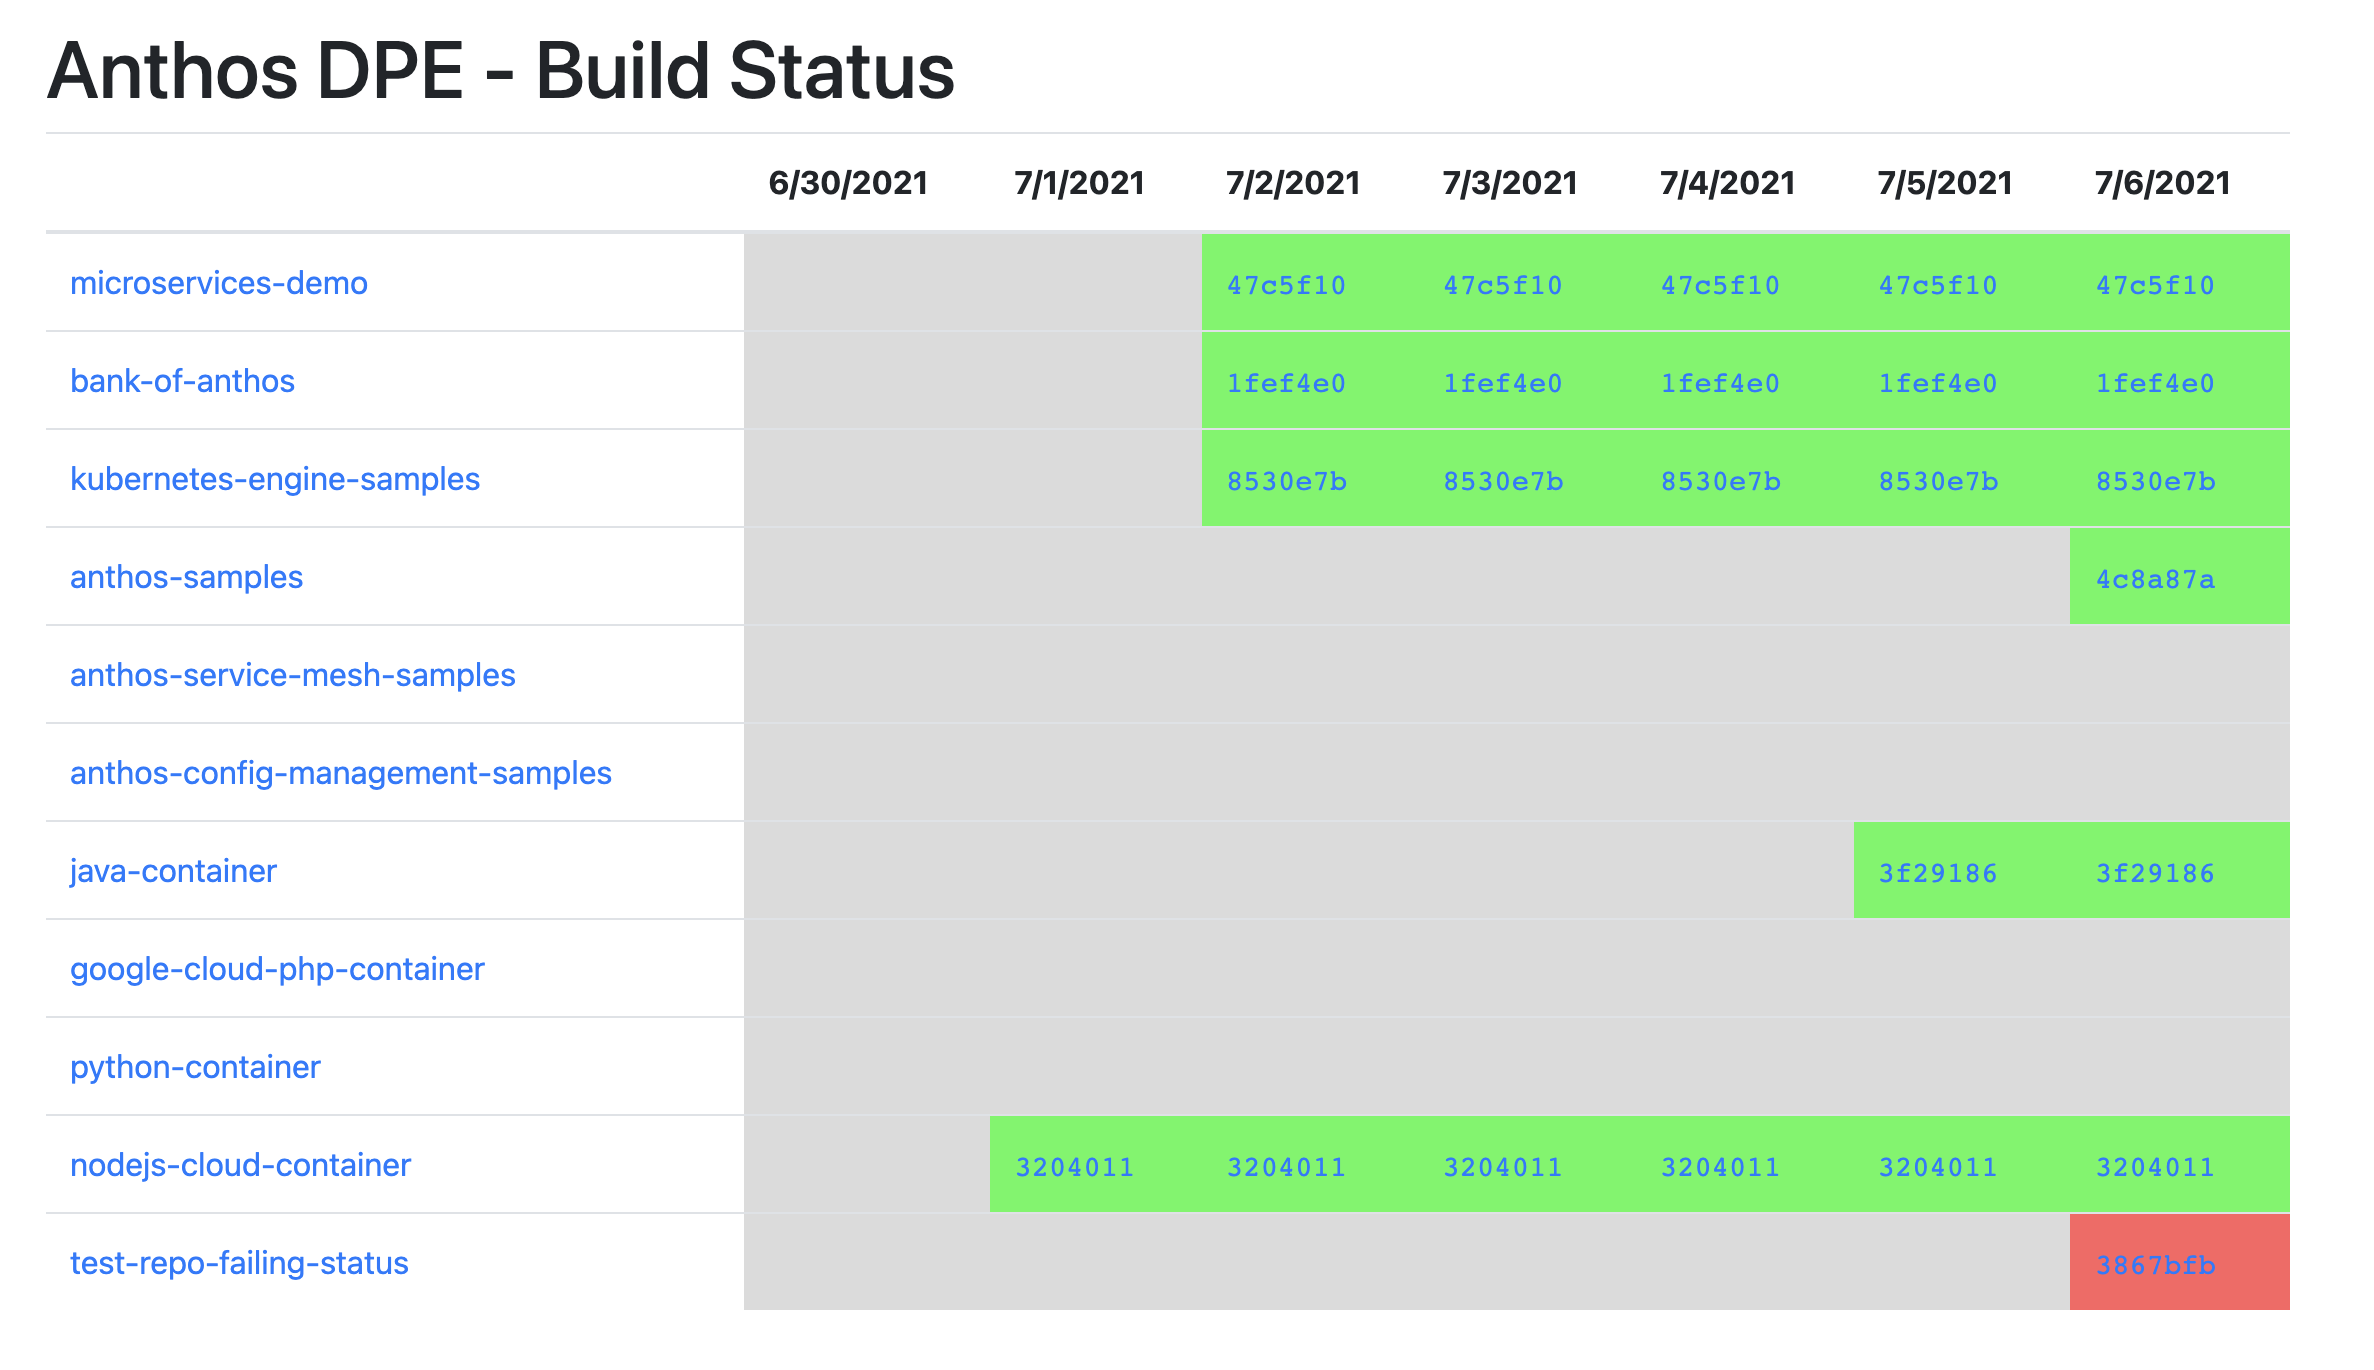 Anthos DPE - Build Status
6/30/2021 7/1/2021 7/2/2021 7/3/2021 7/4/2021 7/5/2021 7/6/2021
microservices-demo 47c5f10 47c5f10 47c5f10 47c5f10 47c5f10
bank-of-anthos 1fef4e0 1fef4e0 1fef4e0 1fef4e0 1fef4e0
kubernetes-engine-samples 8530e7b 8530e7b 8530e7b 8530e7b 8530e7b
anthos-samples 4c8a87a
anthos-service-mesh-samples
anthos-config-management-samples
java-container 3f29186 3f29186
google-cloud-php-container
python-container
nodejs-cloud-container 3204011 3204011 3204011 3204011 3204011 3204011
test-repo-failing-status 3867bfb